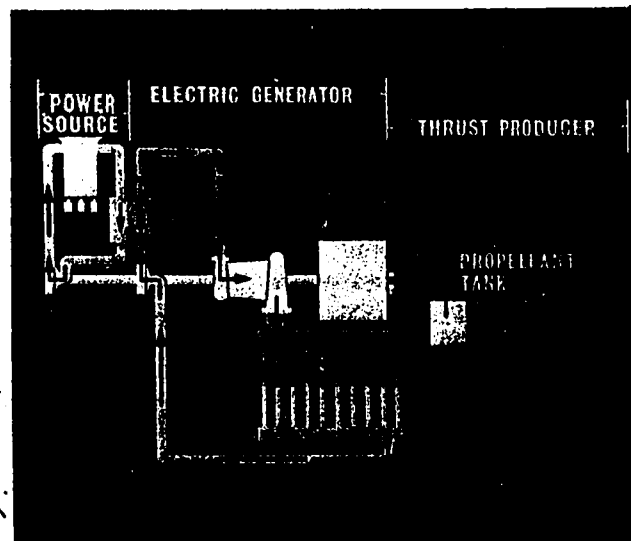 POWER
SOURCE
ELECTRIC GENERATOR
THRUST PRODUCER
PROPELLANT
TANK